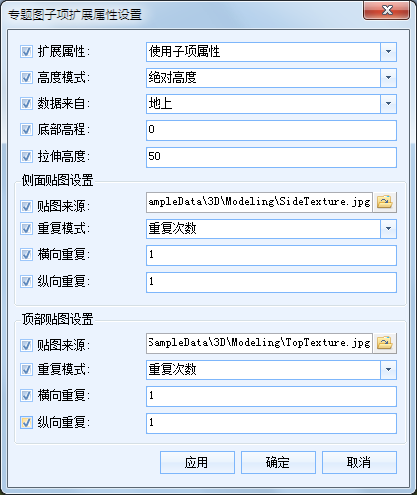 专题图子项扩展属性设置
扩展属性: 使用子项属性
高度模式: 绝对高度
数据来自: 地上
底部高程: 0
拉伸高度: 50
侧面贴图设置
贴图来源: ampleData\3D\Modeling\SideTexture.jpg
重复模式: 重复次数
横向重复: 1
纵向重复: 1
顶部贴图设置
贴图来源: SampleData\3D\Modeling\TopTexture.jpg
重复模式: 重复次数
横向重复: 1
纵向重复: 1
应用 确定 取消